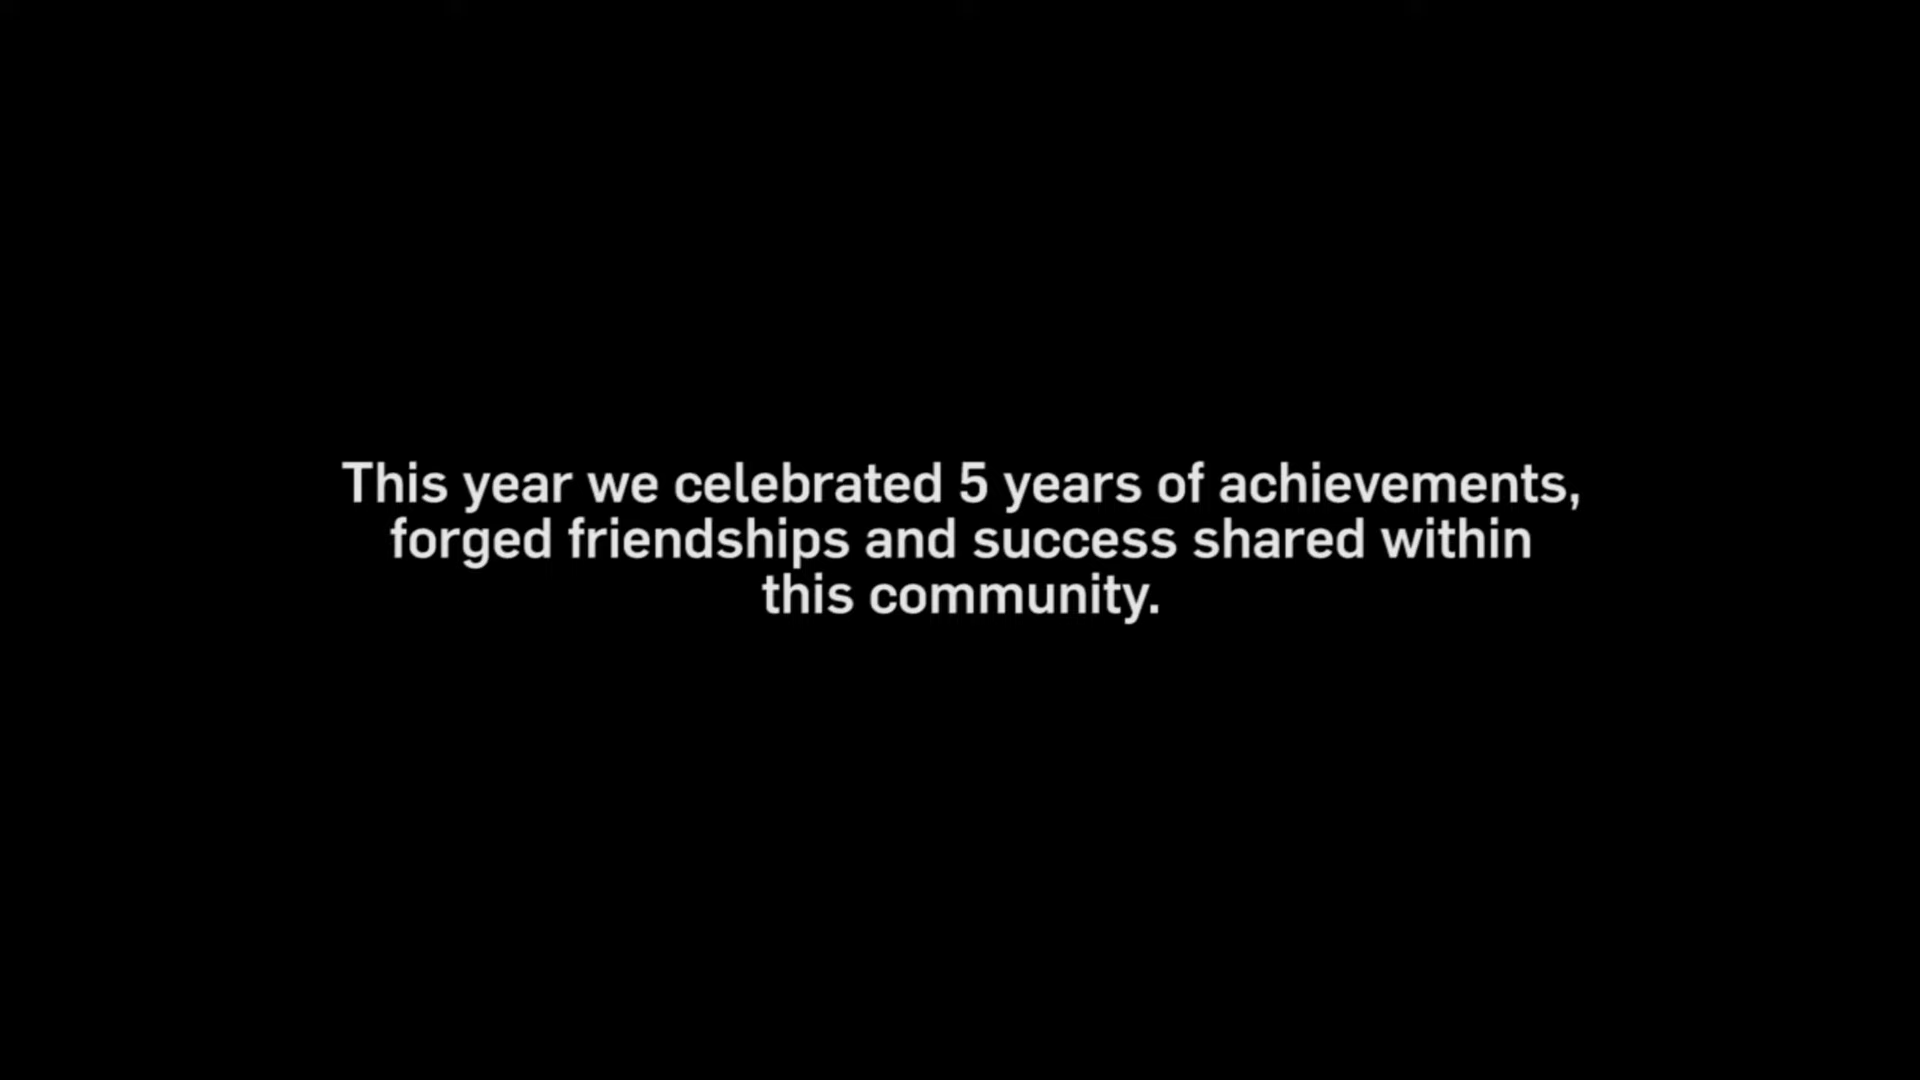 This year we celebrated 5 years of achievements,
forged friendships and success shared within
this community.